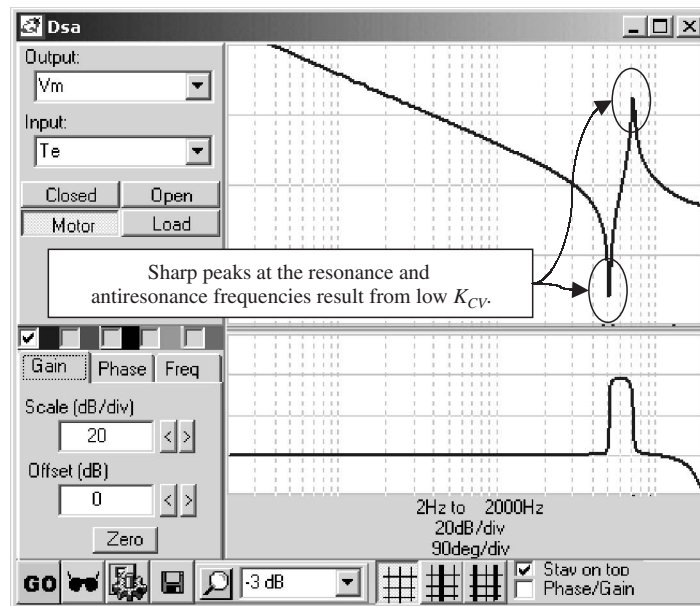 Dsa
Output:
Vm
Input:
Te
Closed Open
Motor Load
Sharp peaks at the resonance and
antiresonance frequencies result from low K_CV.
Gain Phase Freq
Scale (dB/div)
20 < >
Offset (dB)
0 < >
Zero
2Hz to 2000Hz
20dB/div
90deg/div
GO
-3 dB
Stay on top
Phase/Gain